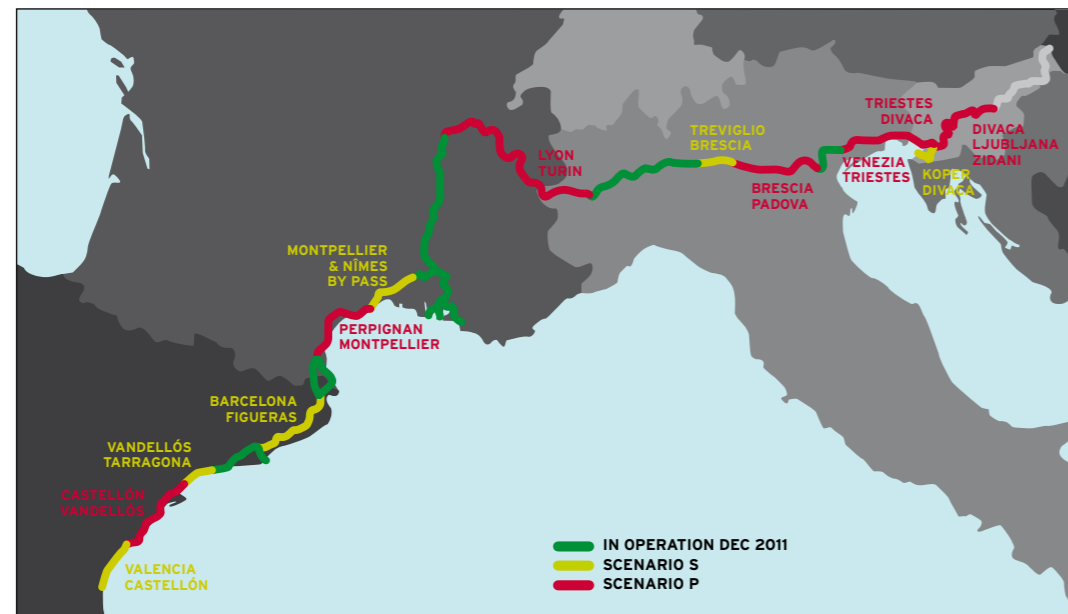 TRIESTES
DIVACA
DIVACA
LJUBLJANA
ZIDANI
TREVIGLIO
BRESCIA
LYON
TURIN
VENEZIA
TRIESTES
KOPER
DIVACA
BRESCIA
PADOVA
MONTPELLIER
& NÎMES
BY PASS
PERPIGNAN
MONTPELLIER
BARCELONA
FIGUERAS
VANDELLÓS
TARRAGONA
CASTELLÓN
VANDELLÓS
VALENCIA
CASTELLÓN
IN OPERATION DEC 2011
SCENARIO S
SCENARIO P